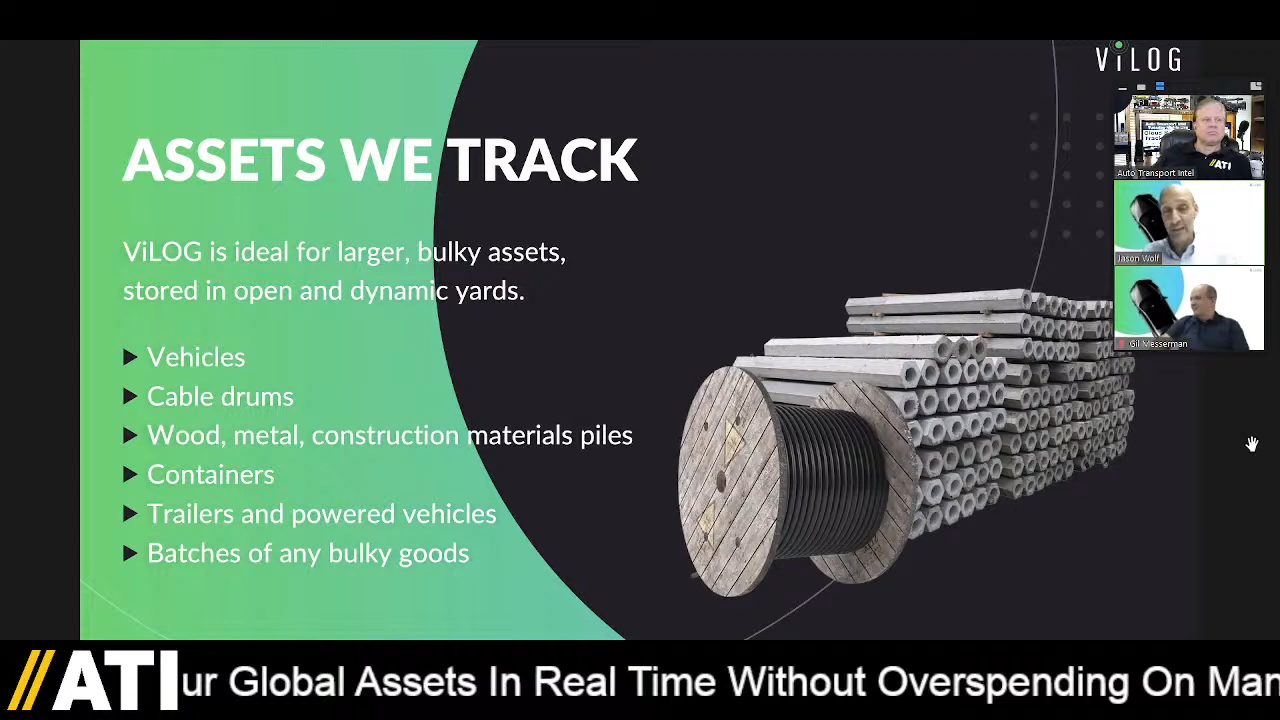 ViLOG
ASSETS WE TRACK
ViLOG is ideal for larger, bulky assets,
stored in open and dynamic yards.
Vehicles
Cable drums
Wood, metal, construction materials piles
Containers
Trailers and powered vehicles
Batches of any bulky goods
ATI
Auto Transport Intel
Jason Wolf
Gil Messerman
//ATI
ur Global Assets In Real Time Without Overspending On Man